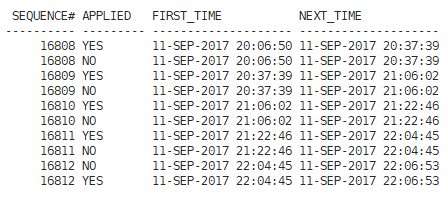 SEQUENCE# APPLIED FIRST_TIME NEXT_TIME
---------- --------- -------------------- --------------------
16808 YES 11-SEP-2017 20:06:50 11-SEP-2017 20:37:39
16808 NO 11-SEP-2017 20:06:50 11-SEP-2017 20:37:39
16809 YES 11-SEP-2017 20:37:39 11-SEP-2017 21:06:02
16809 NO 11-SEP-2017 20:37:39 11-SEP-2017 21:06:02
16810 YES 11-SEP-2017 21:06:02 11-SEP-2017 21:22:46
16810 NO 11-SEP-2017 21:06:02 11-SEP-2017 21:22:46
16811 YES 11-SEP-2017 21:22:46 11-SEP-2017 22:04:45
16811 NO 11-SEP-2017 21:22:46 11-SEP-2017 22:04:45
16812 NO 11-SEP-2017 22:04:45 11-SEP-2017 22:06:53
16812 YES 11-SEP-2017 22:04:45 11-SEP-2017 22:06:53